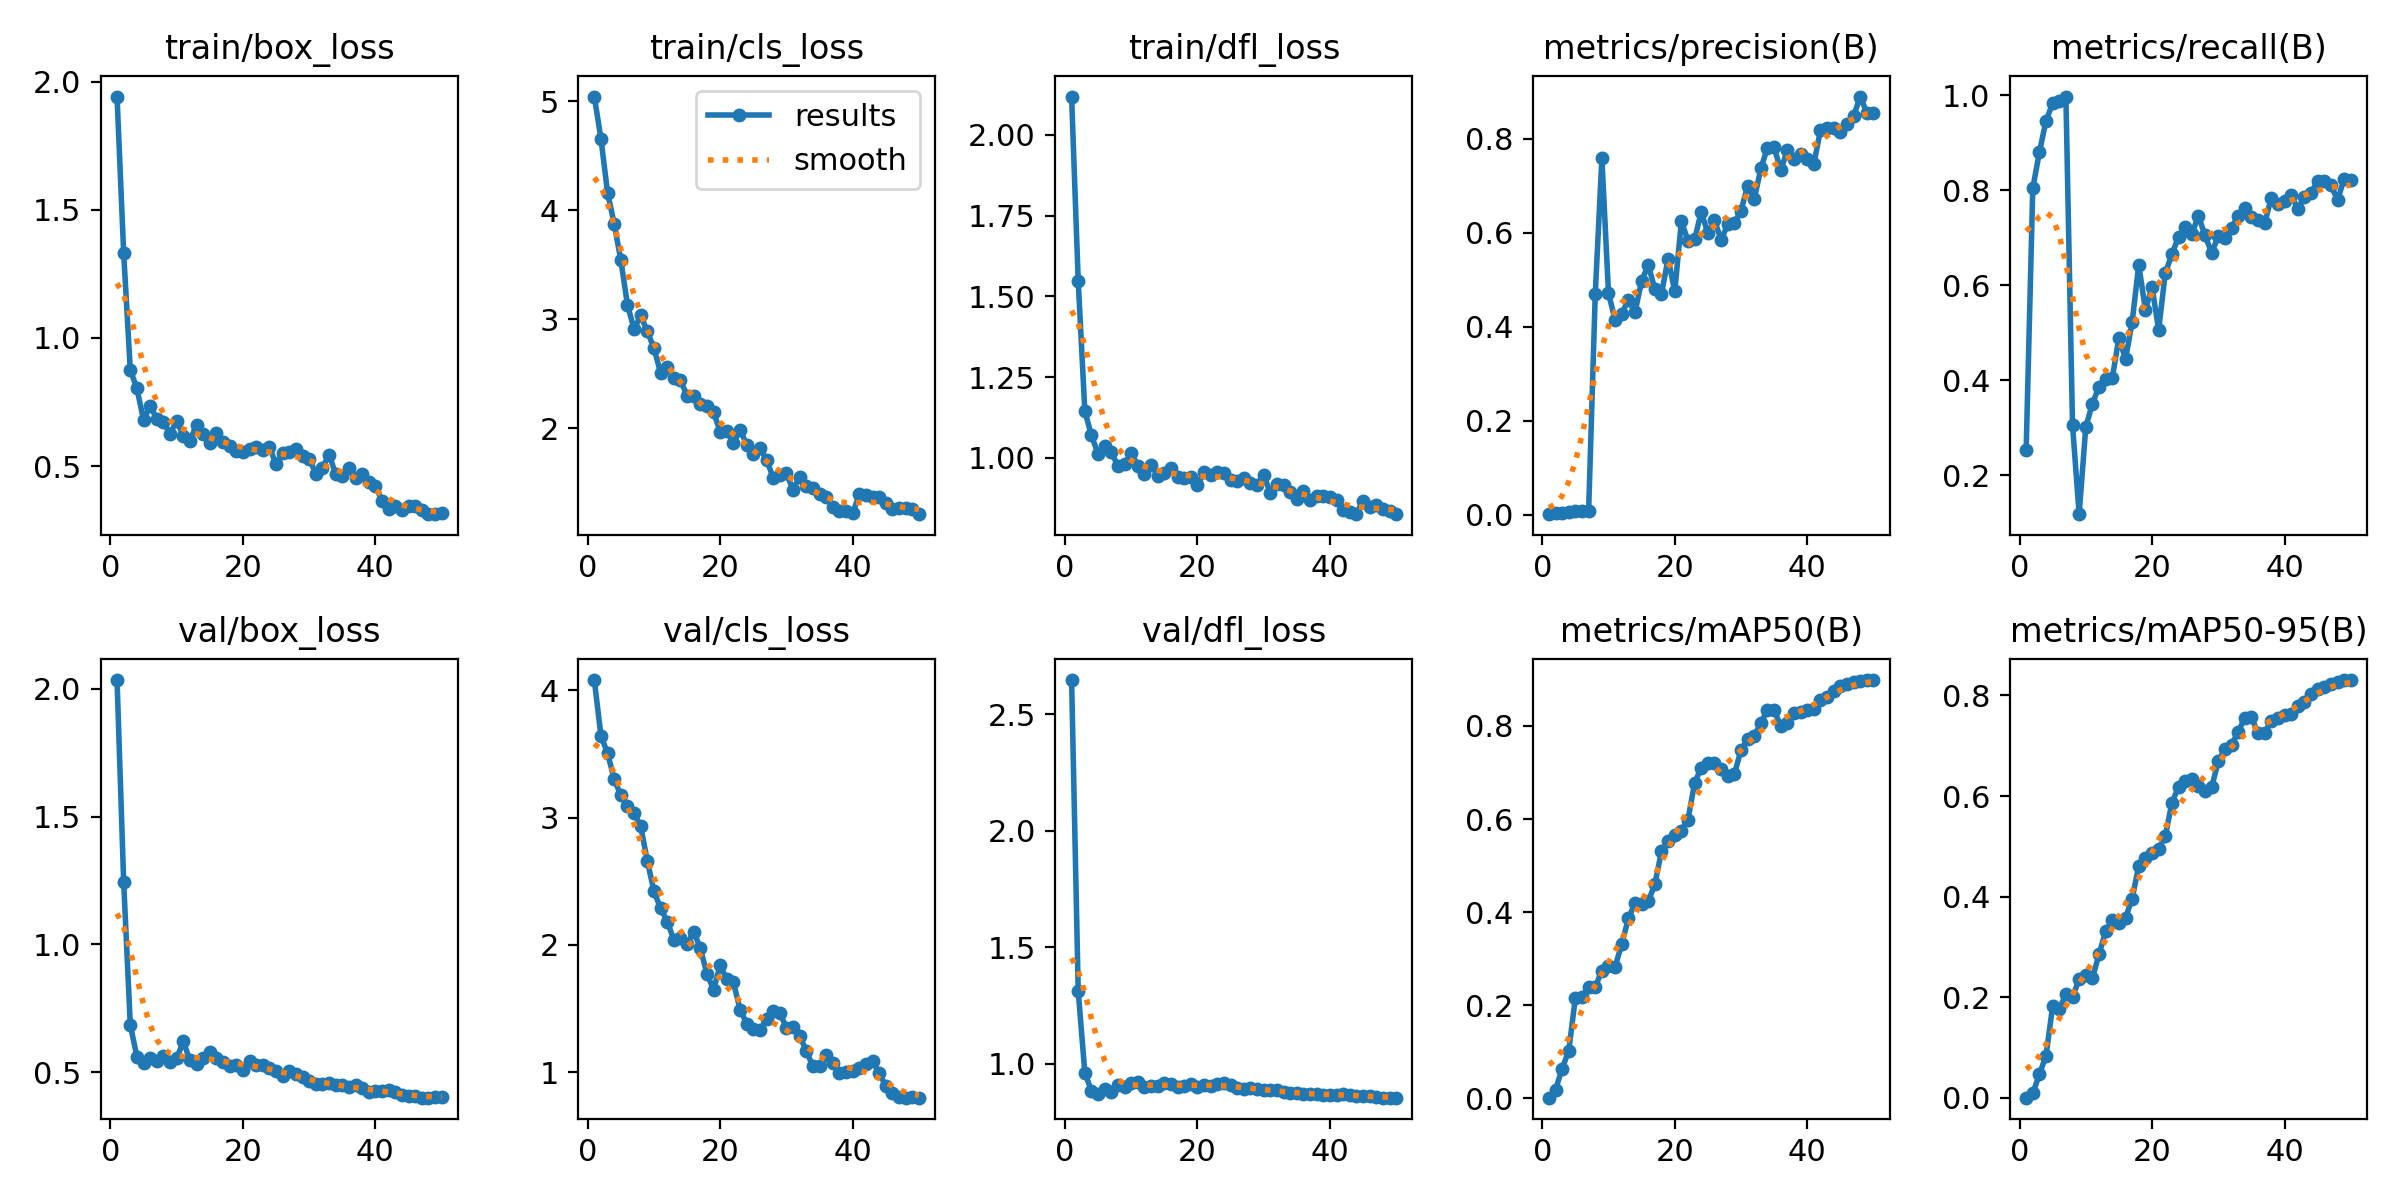 train/box_loss
2.0
1.5
1.0
0.5
0 20 40
train/cls_loss
results
smooth
5
4
3
2
0 20 40
train/dfl_loss
2.00
1.75
1.50
1.25
1.00
0 20 40
metrics/precision(B)
0.8
0.6
0.4
0.2
0.0
0 20 40
metrics/recall(B)
1.0
0.8
0.6
0.4
0.2
0 20 40
val/box_loss
2.0
1.5
1.0
0.5
0 20 40
val/cls_loss
4
3
2
1
0 20 40
val/dfl_loss
2.5
2.0
1.5
1.0
0 20 40
metrics/mAP50(B)
0.8
0.6
0.4
0.2
0.0
0 20 40
metrics/mAP50-95(B)
0.8
0.6
0.4
0.2
0.0
0 20 40